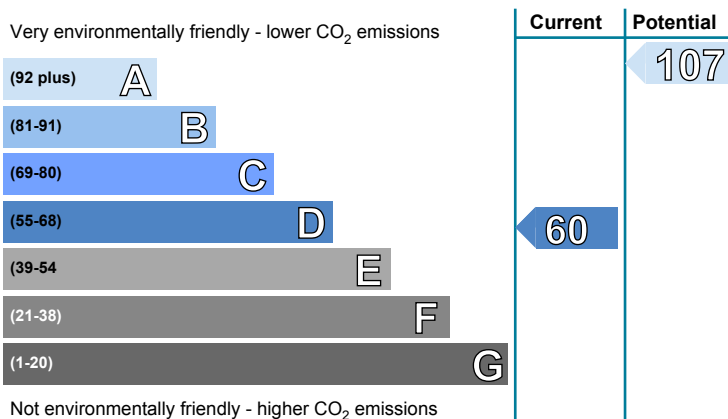 Current Potential
Very environmentally friendly - lower CO2 emissions
107
(92 plus) A
(81-91) B
(69-80) C
(55-68) D
60
(39-54 E
(21-38) F
(1-20) G
Not environmentally friendly - higher CO2 emissions